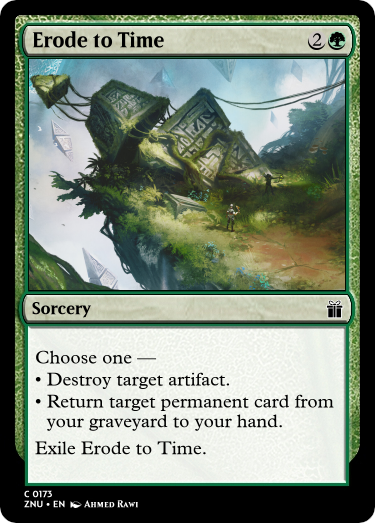 Erode to Time 2
Sorcery
Choose one —
• Destroy target artifact.
• Return target permanent card from
your graveyard to your hand.
Exile Erode to Time.
C 0173
ZNU • EN Ahmed Rawi